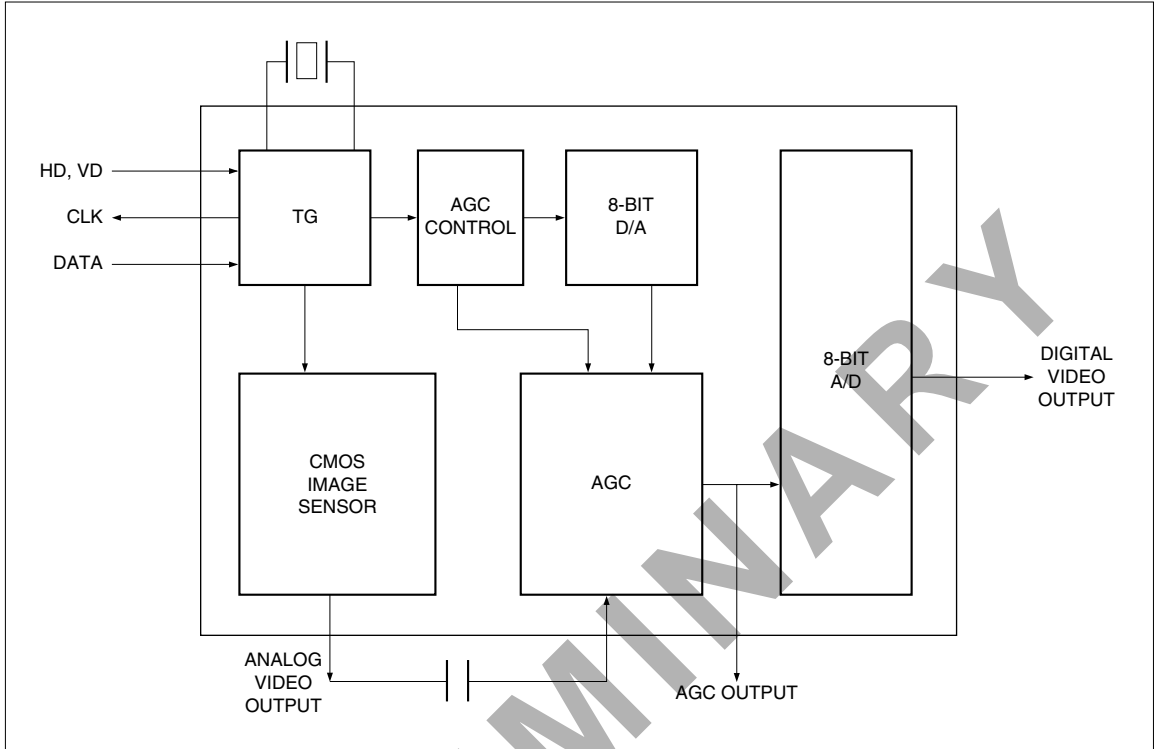 HD, VD
CLK
DATA
TG
AGC
CONTROL
8-BIT
D/A
8-BIT
A/D
DIGITAL
VIDEO
OUTPUT
CMOS
IMAGE
SENSOR
AGC
ANALOG
VIDEO
OUTPUT
AGC OUTPUT
MINARY